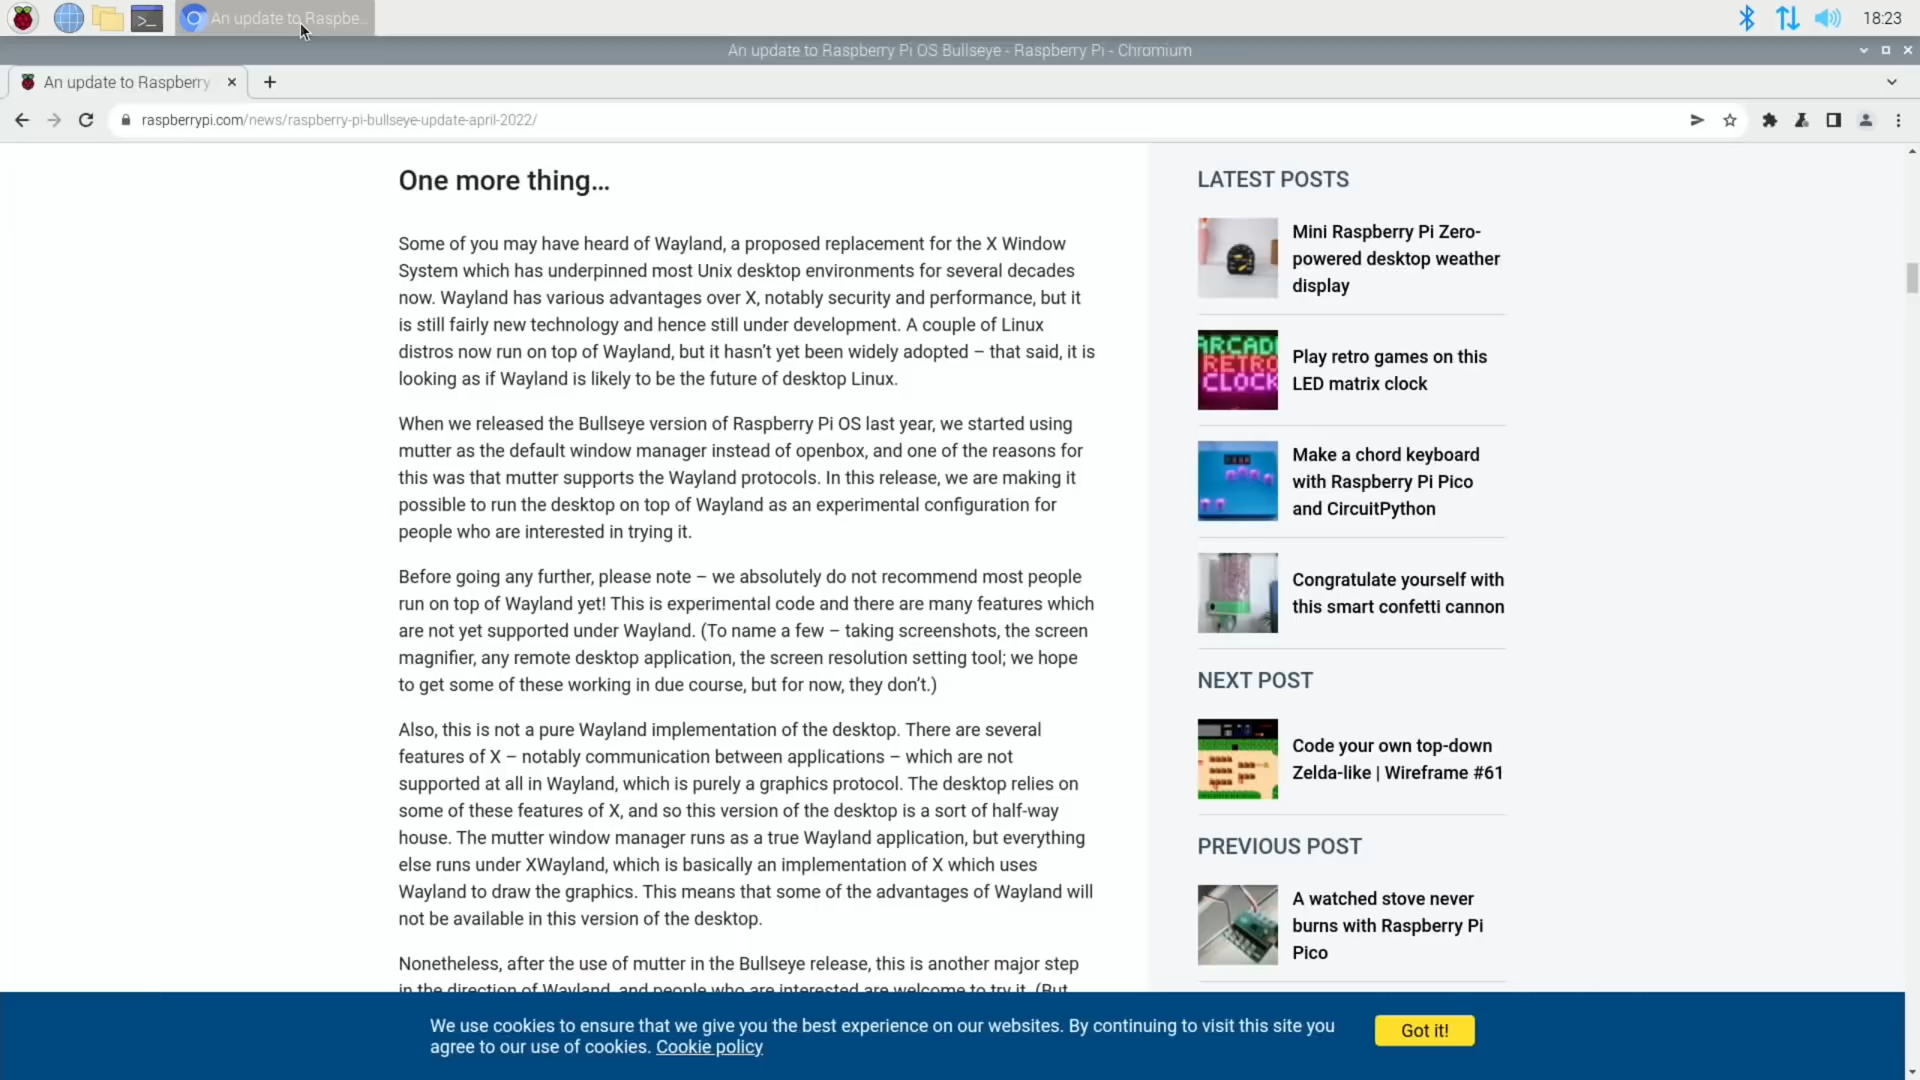 An update to Raspbe...
18:23
An update to Raspberry Pi OS Bullseye - Raspberry Pi - Chromium
An update to Raspberry
raspberrypi.com/news/raspberry-pi-bullseye-update-april-2022/
One more thing…
Some of you may have heard of Wayland, a proposed replacement for the X Window
System which has underpinned most Unix desktop environments for several decades
now. Wayland has various advantages over X, notably security and performance, but it
is still fairly new technology and hence still under development. A couple of Linux
distros now run on top of Wayland, but it hasn’t yet been widely adopted – that said, it is
looking as if Wayland is likely to be the future of desktop Linux.
When we released the Bullseye version of Raspberry Pi OS last year, we started using
mutter as the default window manager instead of openbox, and one of the reasons for
this was that mutter supports the Wayland protocols. In this release, we are making it
possible to run the desktop on top of Wayland as an experimental configuration for
people who are interested in trying it.
Before going any further, please note – we absolutely do not recommend most people
run on top of Wayland yet! This is experimental code and there are many features which
are not yet supported under Wayland. (To name a few – taking screenshots, the screen
magnifier, any remote desktop application, the screen resolution setting tool; we hope
to get some of these working in due course, but for now, they don’t.)
Also, this is not a pure Wayland implementation of the desktop. There are several
features of X – notably communication between applications – which are not
supported at all in Wayland, which is purely a graphics protocol. The desktop relies on
some of these features of X, and so this version of the desktop is a sort of half-way
house. The mutter window manager runs as a true Wayland application, but everything
else runs under XWayland, which is basically an implementation of X which uses
Wayland to draw the graphics. This means that some of the advantages of Wayland will
not be available in this version of the desktop.
Nonetheless, after the use of mutter in the Bullseye release, this is another major step
in the direction of Wayland, and people who are interested are welcome to try it. (But
LATEST POSTS
Mini Raspberry Pi Zero-
powered desktop weather
display
ARCADE
RETRO
CLOCK
Play retro games on this
LED matrix clock
Make a chord keyboard
with Raspberry Pi Pico
and CircuitPython
Congratulate yourself with
this smart confetti cannon
NEXT POST
Code your own top-down
Zelda-like | Wireframe #61
PREVIOUS POST
A watched stove never
burns with Raspberry Pi
Pico
We use cookies to ensure that we give you the best experience on our websites. By continuing to visit this site you
agree to our use of cookies. Cookie policy
Got it!